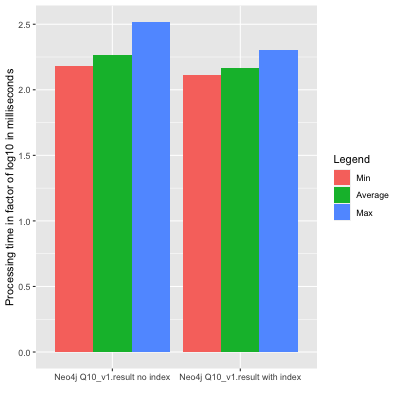 Processing time in factor of log10 in milliseconds
2.5
2.0
1.5
1.0
0.5
0.0
Neo4j Q10_v1.result no index
Neo4j Q10_v1.result with index
Legend
Min
Average
Max